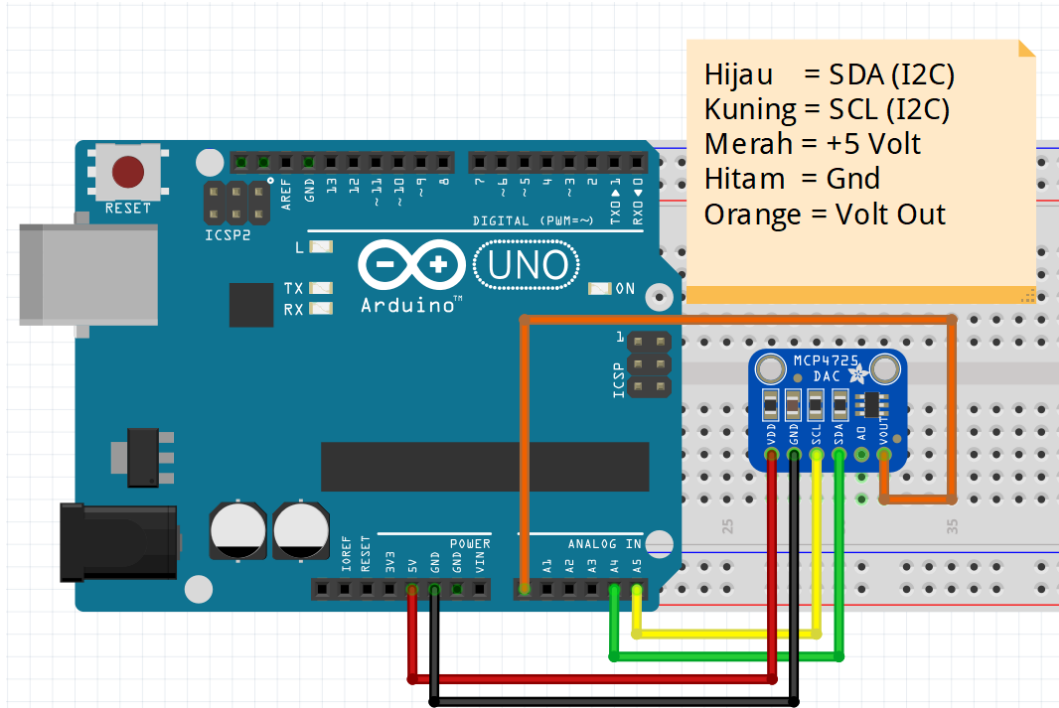 Hijau = SDA (I2C)
Kuning = SCL (I2C)
Merah = +5 Volt
Hitam = Gnd
Orange = Volt Out
RESET
ICSP2
AREF
GND
13
12
~11
~10
~9
8
7
~6
~5
4
~3
2
TX0▶1
RX0◀0
DIGITAL (PWM=~)
L
TX
RX
Arduino™
UNO
ON
1
ICSP
MCP4725
DAC
VDD
GND
SCL
SDA
A0
VOUT
25
35
POWER
ANALOG IN
IOREF
RESET
3V3
5V
GND
GND
VIN
A1
A2
A3
A4
A5